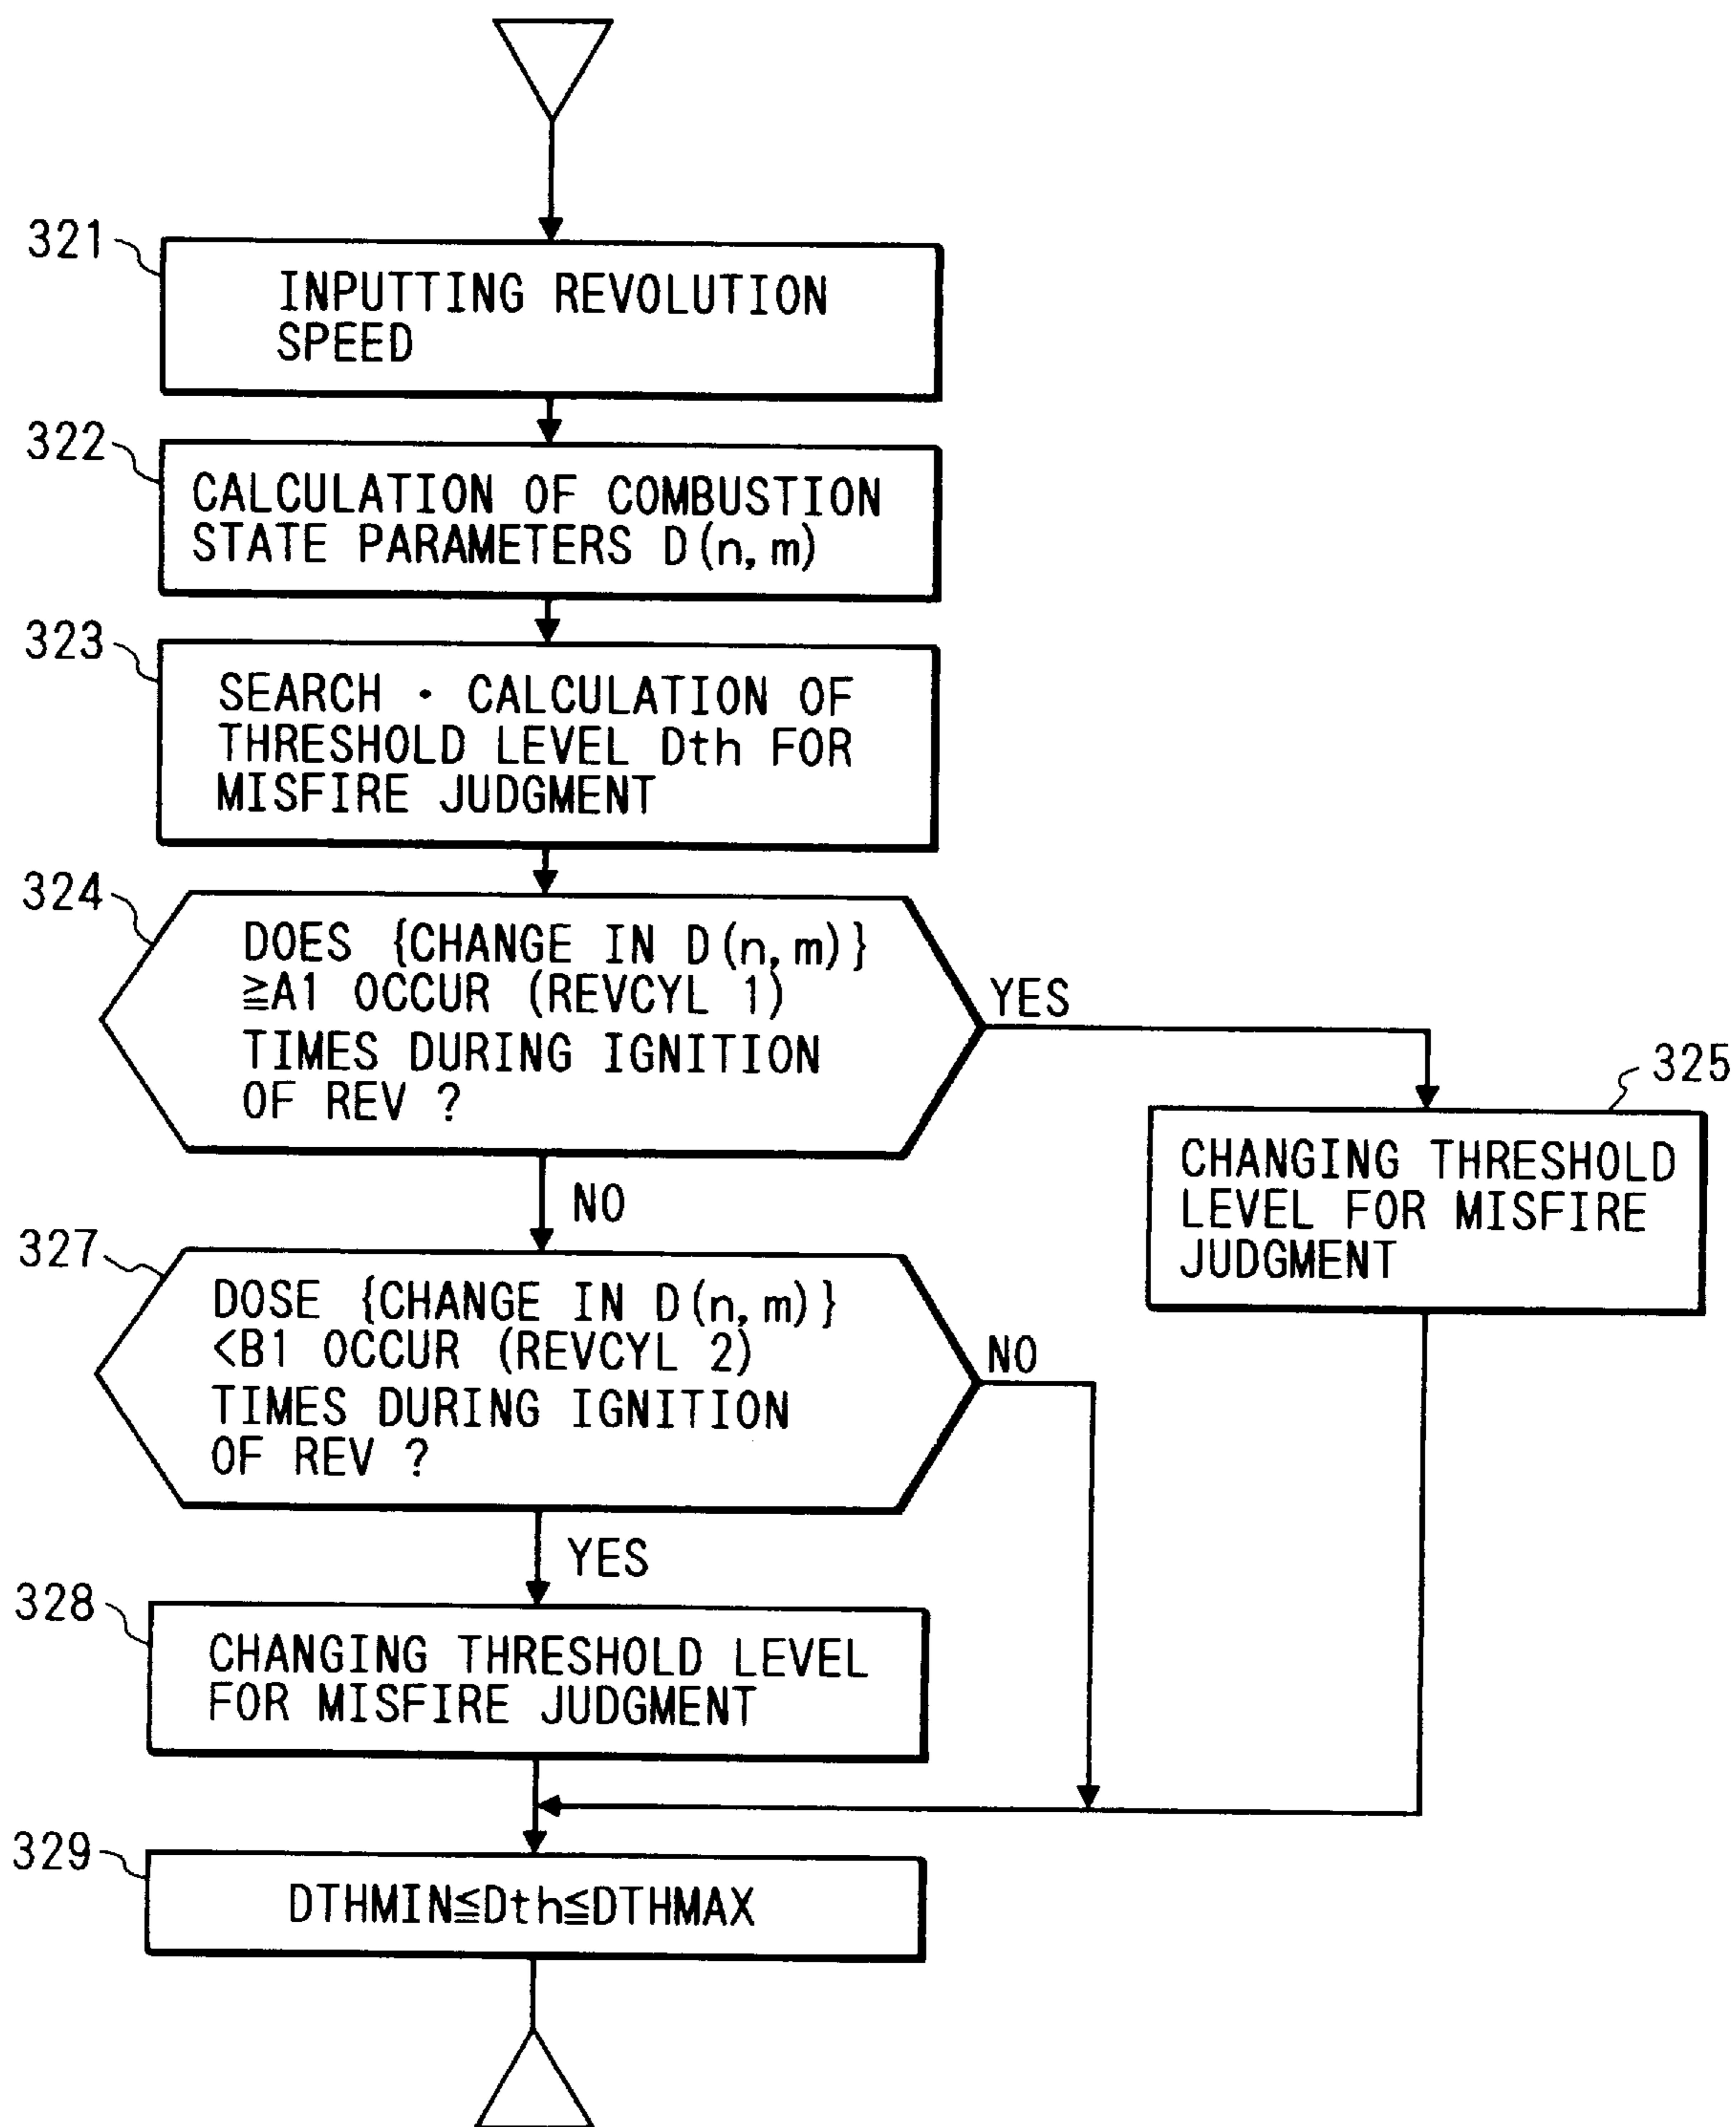 321
INPUTTING REVOLUTION
SPEED
322
CALCULATION OF COMBUSTION
STATE PARAMETERS D(n,m)
323
SEARCH · CALCULATION OF
THRESHOLD LEVEL Dth FOR
MISFIRE JUDGMENT
324
DOES {CHANGE IN D(n,m)}
≧A1 OCCUR (REVCYL 1)
TIMES DURING IGNITION
OF REV ?
YES
325
CHANGING THRESHOLD
LEVEL FOR MISFIRE
JUDGMENT
NO
327
DOSE {CHANGE IN D(n,m)}
<B1 OCCUR (REVCYL 2)
TIMES DURING IGNITION
OF REV ?
NO
YES
328
CHANGING THRESHOLD LEVEL
FOR MISFIRE JUDGMENT
329
DTHMIN≦Dth≦DTHMAX